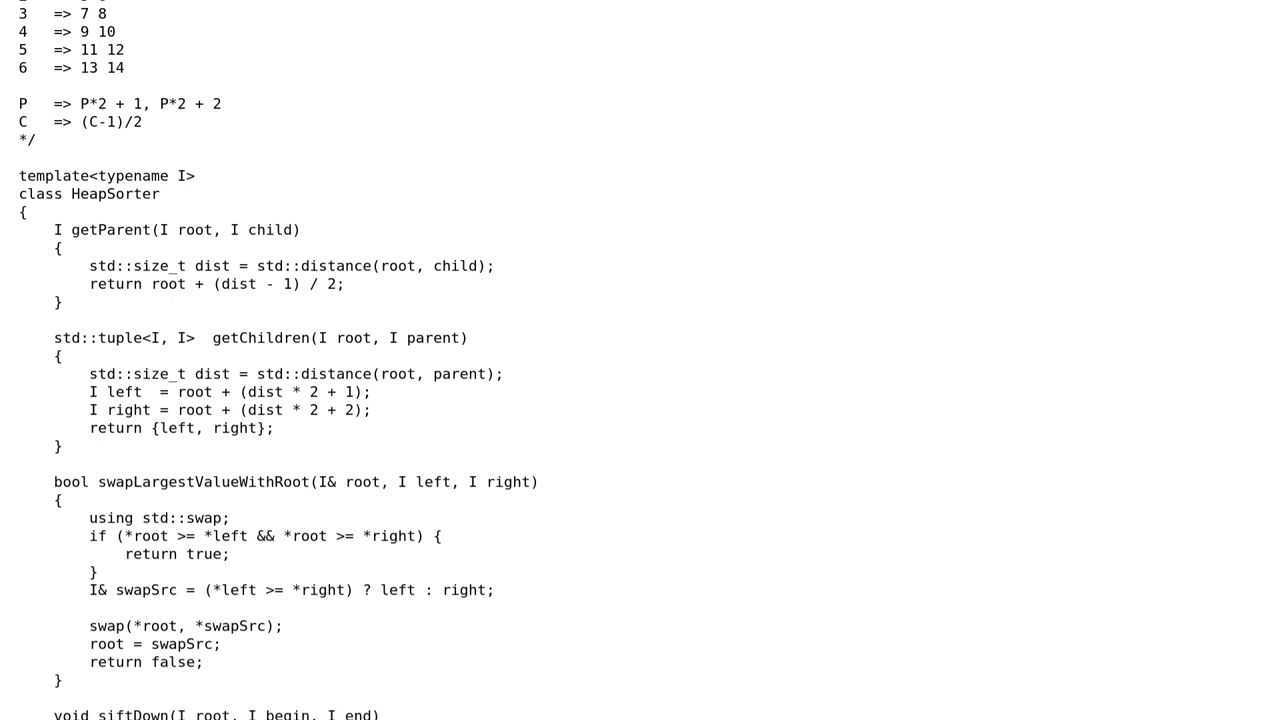 3   => 7 8
4   => 9 10
5   => 11 12
6   => 13 14

P   => P*2 + 1, P*2 + 2
C   => (C-1)/2
*/

template<typename I>
class HeapSorter
{
    I getParent(I root, I child)
    {
        std::size_t dist = std::distance(root, child);
        return root + (dist - 1) / 2;
    }

    std::tuple<I, I>  getChildren(I root, I parent)
    {
        std::size_t dist = std::distance(root, parent);
        I left  = root + (dist * 2 + 1);
        I right = root + (dist * 2 + 2);
        return {left, right};
    }

    bool swapLargestValueWithRoot(I& root, I left, I right)
    {
        using std::swap;
        if (*root >= *left && *root >= *right) {
            return true;
        }
        I& swapSrc = (*left >= *right) ? left : right;

        swap(*root, *swapSrc);
        root = swapSrc;
        return false;
    }

    void siftDown(I root, I begin, I end)